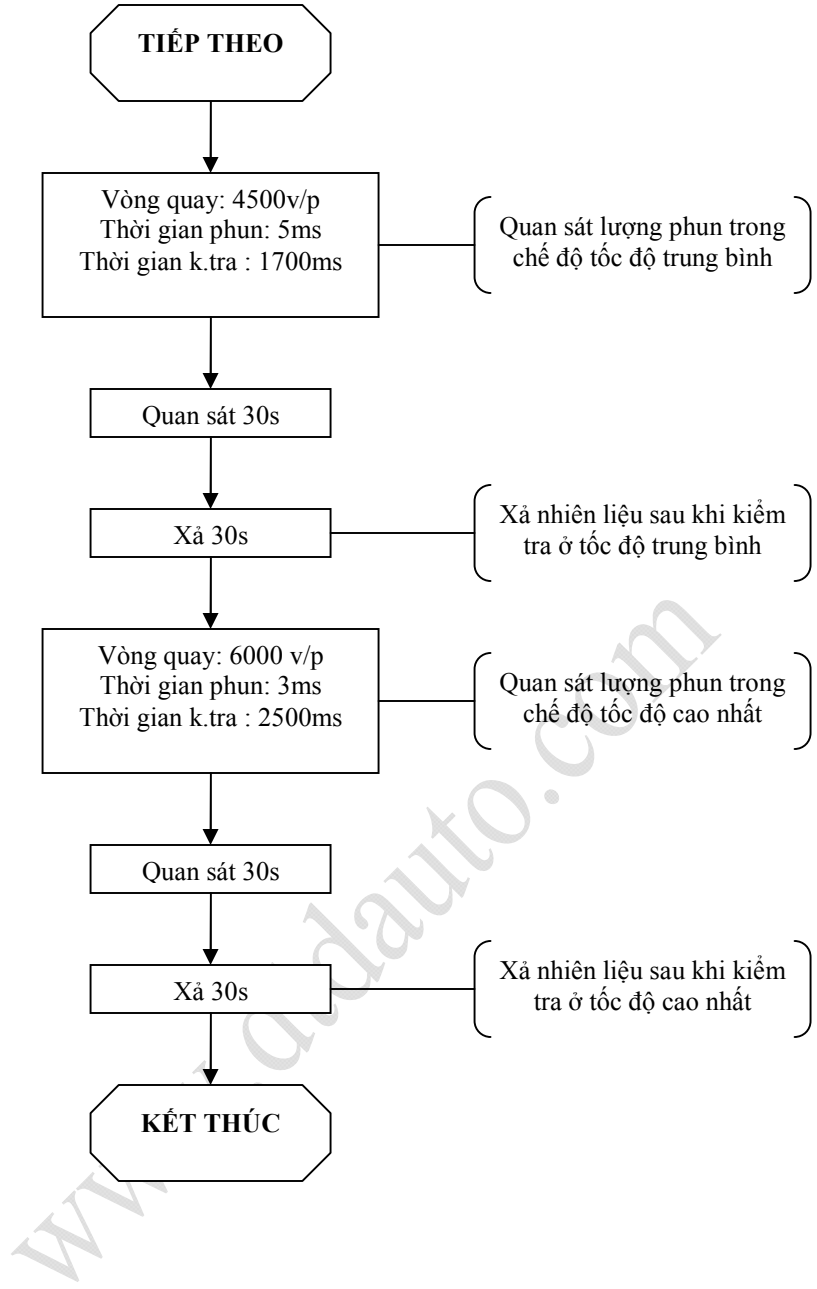 TIẾP THEO
Vòng quay: 4500v/p
Thời gian phun: 5ms
Thời gian k.tra : 1700ms
Quan sát lượng phun trong
chế độ tốc độ trung bình
Quan sát 30s
Xả 30s
Xả nhiên liệu sau khi kiểm
tra ở tốc độ trung bình
Vòng quay: 6000 v/p
Thời gian phun: 3ms
Thời gian k.tra : 2500ms
Quan sát lượng phun trong
chế độ tốc độ cao nhất
Quan sát 30s
Xả 30s
Xả nhiên liệu sau khi kiểm
tra ở tốc độ cao nhất
KẾT THÚC